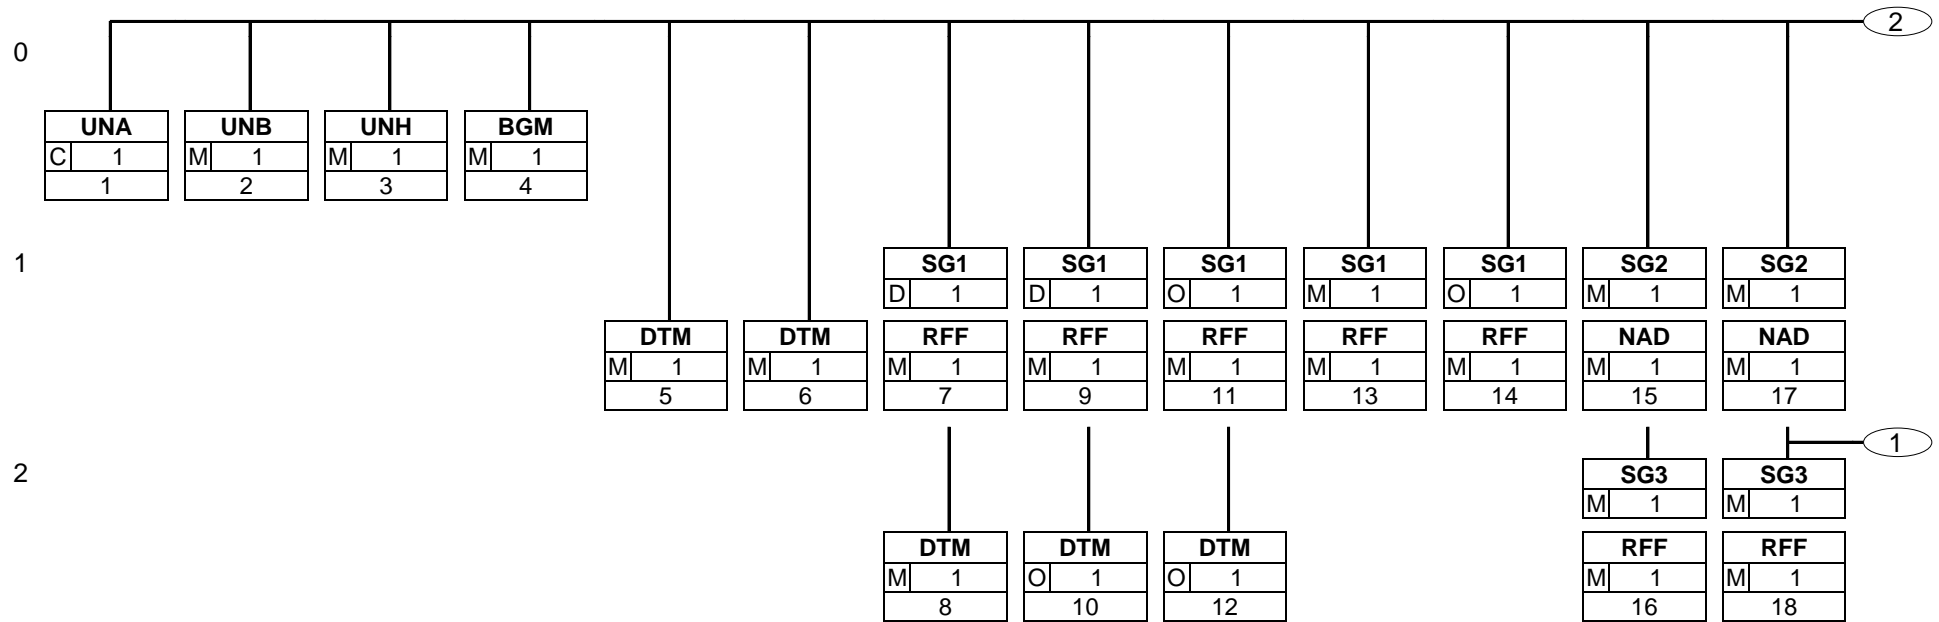 2
0
UNA UNB UNH BGM
C 1 M 1 M 1 M 1
1 2 3 4
1
SG1 SG1 SG1 SG1 SG1 SG2 SG2
D 1 D 1 O 1 M 1 O 1 M 1 M 1
DTM DTM RFF RFF RFF RFF RFF NAD NAD
M 1 M 1 M 1 M 1 M 1 M 1 M 1 M 1 M 1
5 6 7 9 11 13 14 15 17
1
2
SG3 SG3
M 1 M 1
DTM DTM DTM RFF RFF
M 1 O 1 O 1 M 1 M 1
8 10 12 16 18